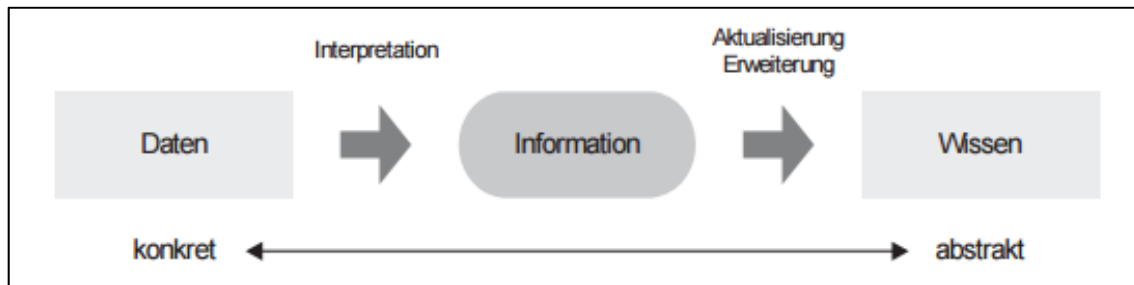 Interpretation
Aktualisierung
Erweiterung
Daten
Information
Wissen
konkret
abstrakt